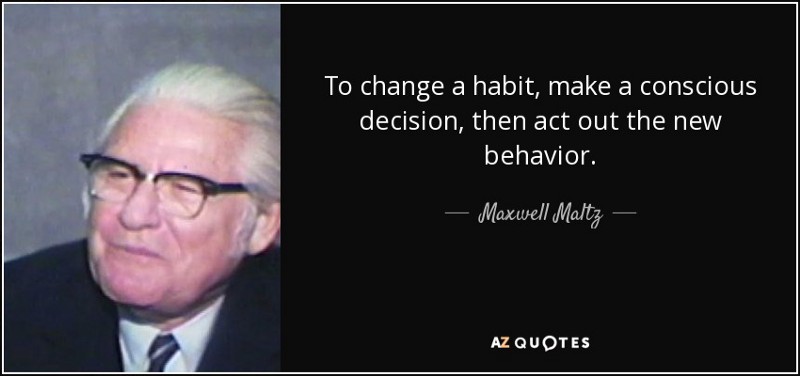 To change a habit, make a conscious
decision, then act out the new
behavior.
Maxwell Maltz
AZ QUOTES